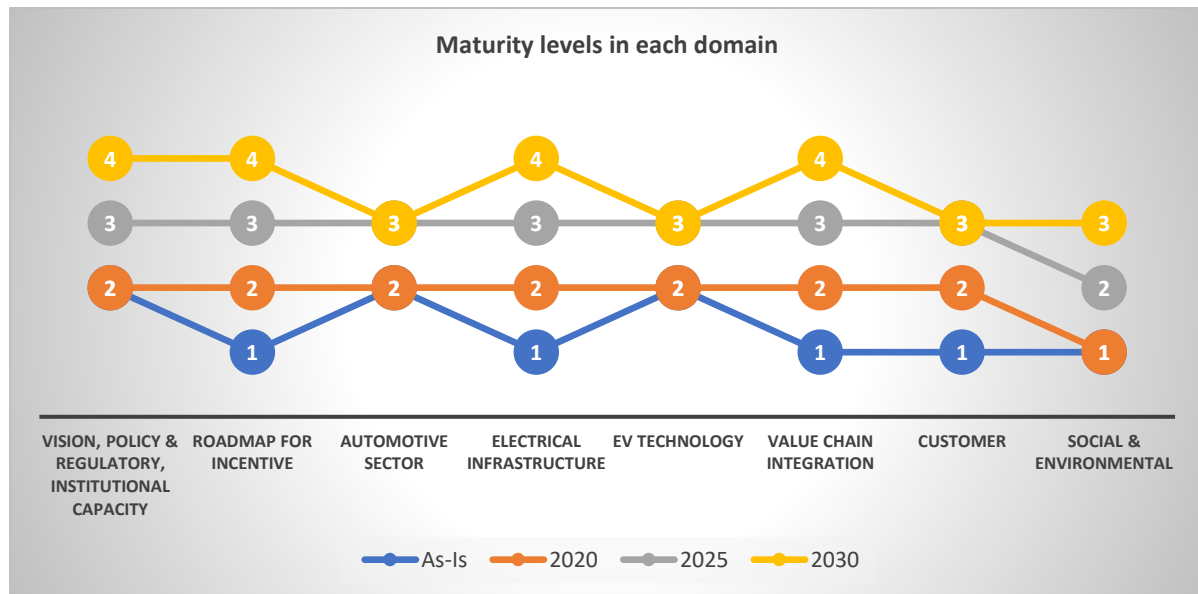 Maturity levels in each domain
4 4 4 4
3 3 3 3 3 3 3 3
2 2 2 2 2 2 2 2
1 1 1 1 1
VISION, POLICY &
REGULATORY,
INSTITUTIONAL
CAPACITY
ROADMAP FOR
INCENTIVE
AUTOMOTIVE
SECTOR
ELECTRICAL
INFRASTRUCTURE
EV TECHNOLOGY
VALUE CHAIN
INTEGRATION
CUSTOMER
SOCIAL &
ENVIRONMENTAL
As-Is 2020 2025 2030